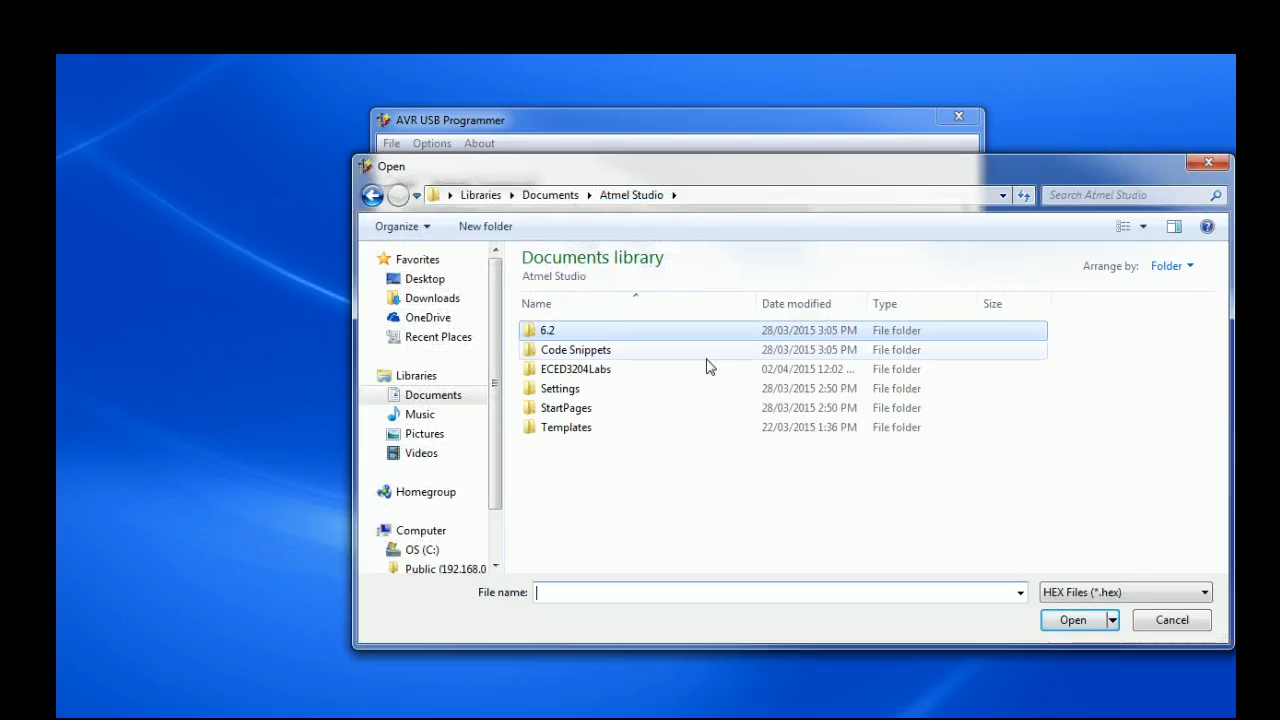 AVR USB Programmer
File Options About
Open
Libraries Documents Atmel Studio
Search Atmel Studio
Organize New folder
Favorites
Desktop
Downloads
OneDrive
Recent Places
Libraries
Documents
Music
Pictures
Videos
Homegroup
Computer
OS (C:)
Public (192.168.0
Documents library
Atmel Studio
Arrange by: Folder
Name Date modified Type Size
6.2 28/03/2015 3:05 PM File folder
Code Snippets 28/03/2015 3:05 PM File folder
ECED3204Labs 02/04/2015 12:02 ... File folder
Settings 28/03/2015 2:50 PM File folder
StartPages 28/03/2015 2:50 PM File folder
Templates 22/03/2015 1:36 PM File folder
File name: HEX Files (*.hex)
Open Cancel